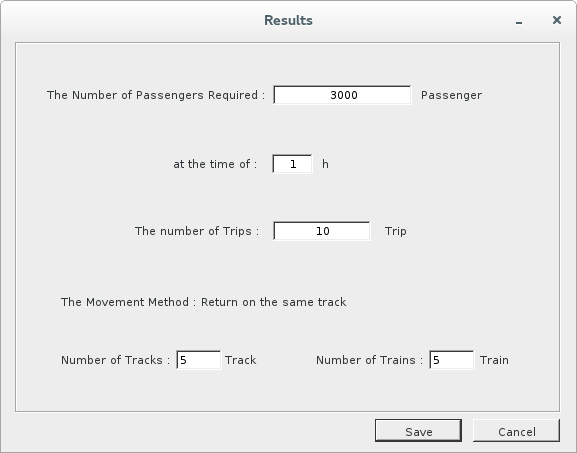 Results
The Number of Passengers Required : 3000 Passenger
at the time of : 1 h
The number of Trips : 10 Trip
The Movement Method : Return on the same track
Number of Tracks : 5 Track Number of Trains : 5 Train
Save Cancel